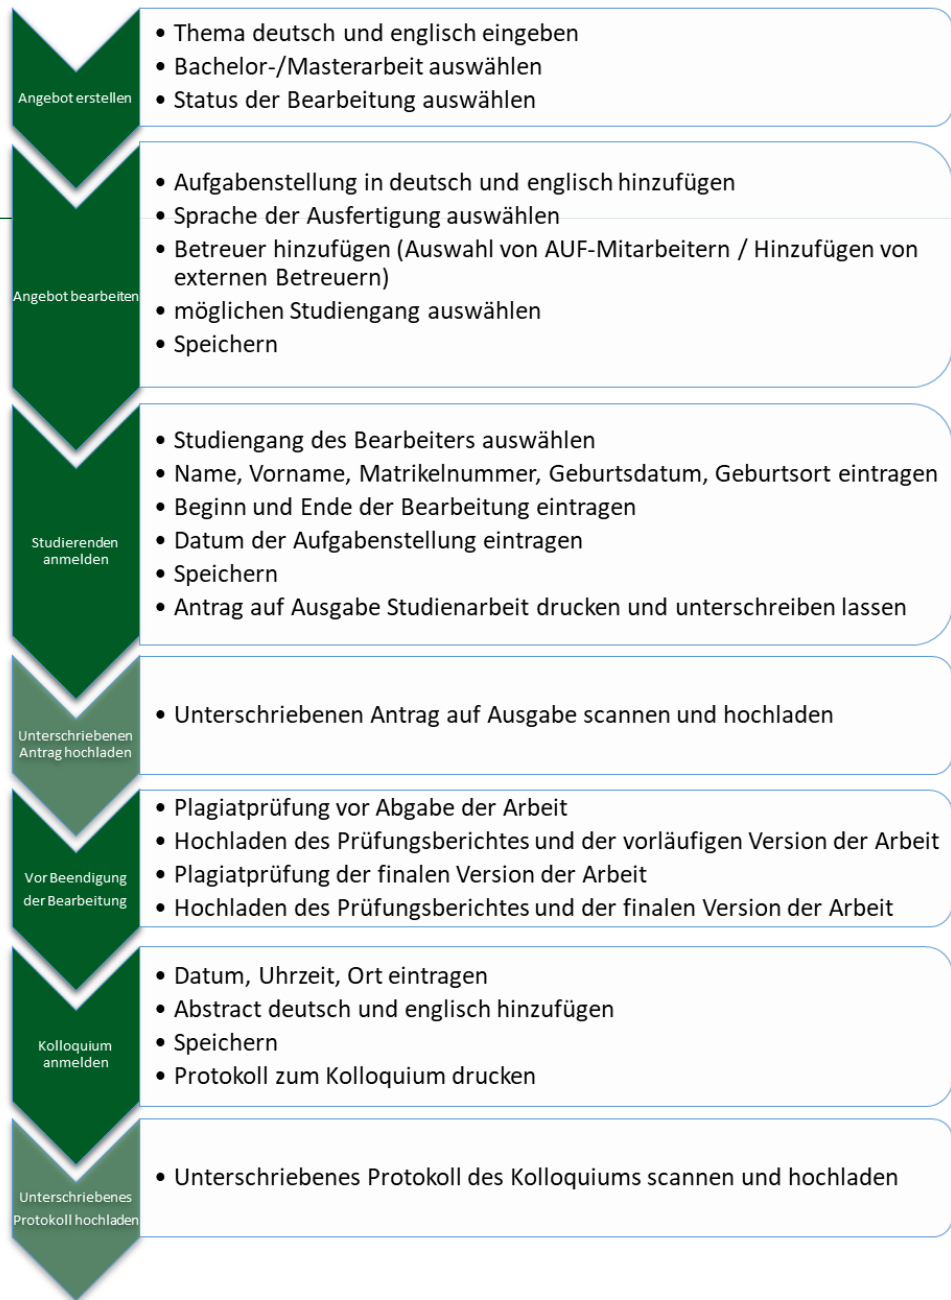 Angebot erstellen
• Thema deutsch und englisch eingeben
• Bachelor-/Masterarbeit auswählen
• Status der Bearbeitung auswählen
Angebot bearbeiten
• Aufgabenstellung in deutsch und englisch hinzufügen
• Sprache der Ausfertigung auswählen
• Betreuer hinzufügen (Auswahl von AUF-Mitarbeitern / Hinzufügen von
externen Betreuern)
• möglichen Studiengang auswählen
• Speichern
Studierenden
anmelden
• Studiengang des Bearbeiters auswählen
• Name, Vorname, Matrikelnummer, Geburtsdatum, Geburtsort eintragen
• Beginn und Ende der Bearbeitung eintragen
• Datum der Aufgabenstellung eintragen
• Speichern
• Antrag auf Ausgabe Studienarbeit drucken und unterschreiben lassen
Unterschriebenen
Antrag hochladen
• Unterschriebenen Antrag auf Ausgabe scannen und hochladen
Vor Beendigung
der Bearbeitung
• Plagiatprüfung vor Abgabe der Arbeit
• Hochladen des Prüfungsberichtes und der vorläufigen Version der Arbeit
• Plagiatprüfung der finalen Version der Arbeit
• Hochladen des Prüfungsberichtes und der finalen Version der Arbeit
Kolloquium
anmelden
• Datum, Uhrzeit, Ort eintragen
• Abstract deutsch und englisch hinzufügen
• Speichern
• Protokoll zum Kolloquium drucken
Unterschriebenes
Protokoll hochladen
• Unterschriebenes Protokoll des Kolloquiums scannen und hochladen